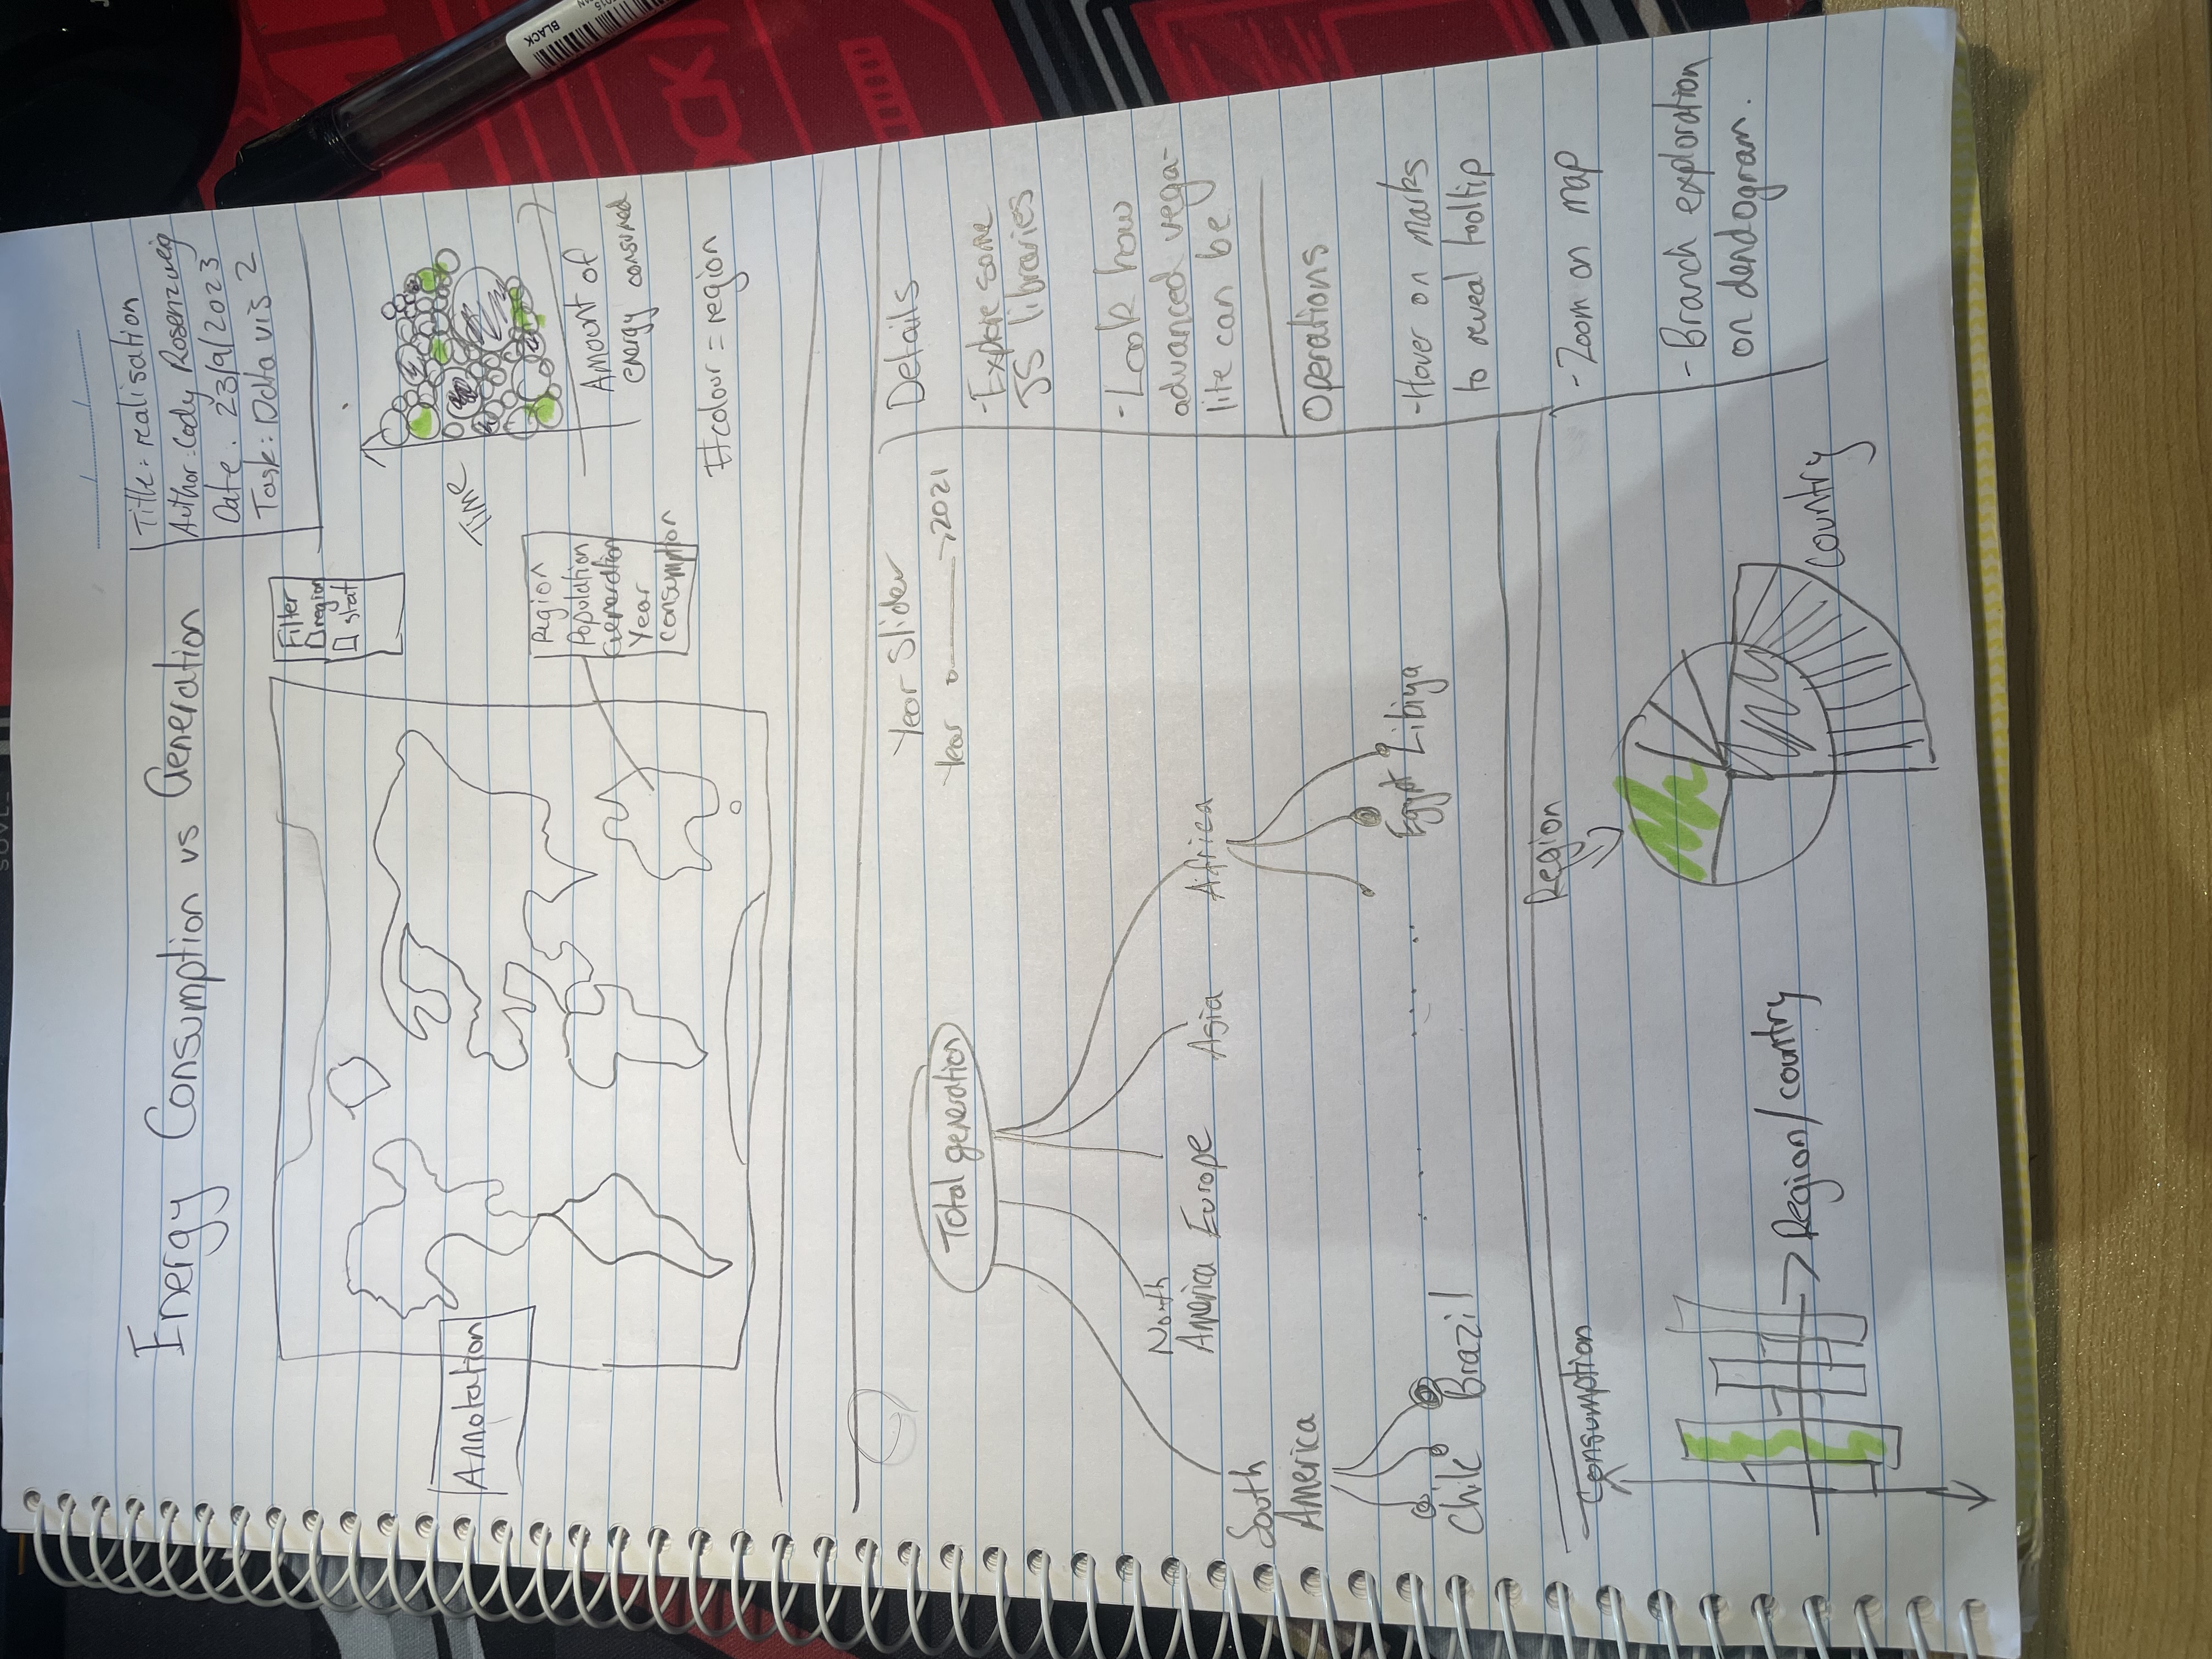 Energy Consumption vs Generation
Title: realisation
Author: Cody Rosenzweig
Date. 23/9/2023
Task: Data vis 2
Filter
region
stat
Annotation
Region
Population
Generation
Year
consumption
Time
Amount of
energy consumed
#colour = region
Total generation
Year Slider
Year 2021
North
America Europe Asia Africa
South
America
Egypt Libiya
Chile Brazil
Details
-Explore some
JS libraries
-Look how
advanced vega-
lite can be
Operations
-Hover on marks
to reveal tooltip
-Zoom on map
-Branch exploration
on dendogram.
Consumption
Region/country
Region
Country
BLACK